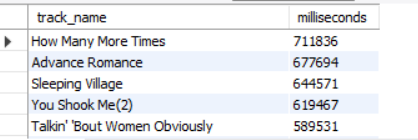 track_name milliseconds
How Many More Times 711836
Advance Romance 677694
Sleeping Village 644571
You Shook Me(2) 619467
Talkin' 'Bout Women Obviously 589531